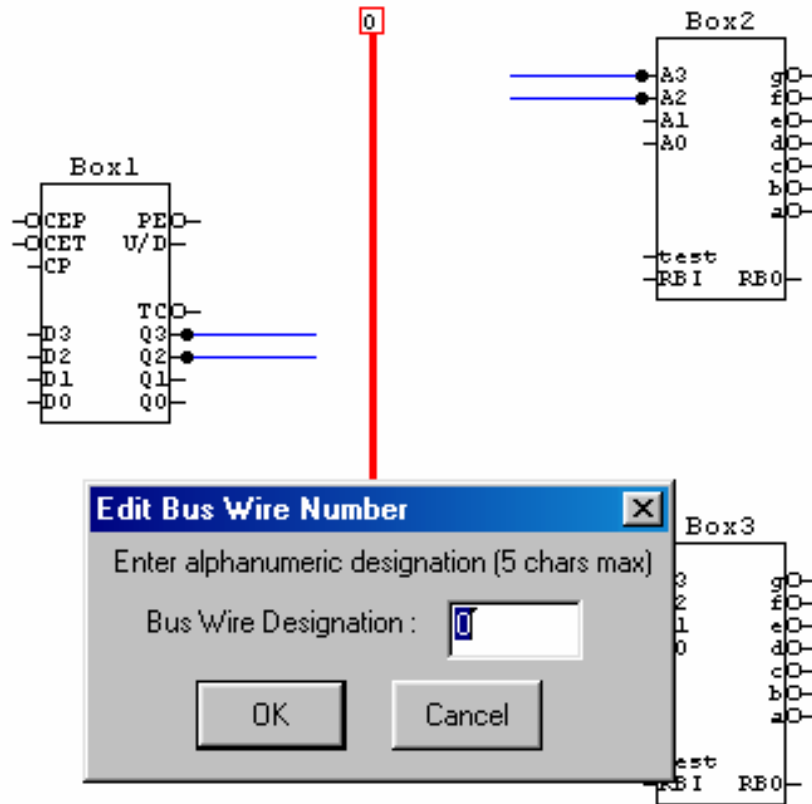 0
Box2
A3 g
A2 f
A1 e
A0 d
c
b
a
test
RBI RBO
Box1
CEP PE
CET U/D
CP
TC
D3 Q3
D2 Q2
D1 Q1
D0 Q0
Edit Bus Wire Number
Enter alphanumeric designation (5 chars max)
Bus Wire Designation : 0
OK Cancel
Box3
3 g
2 f
1 e
0 d
c
b
a
est
RBI RBO